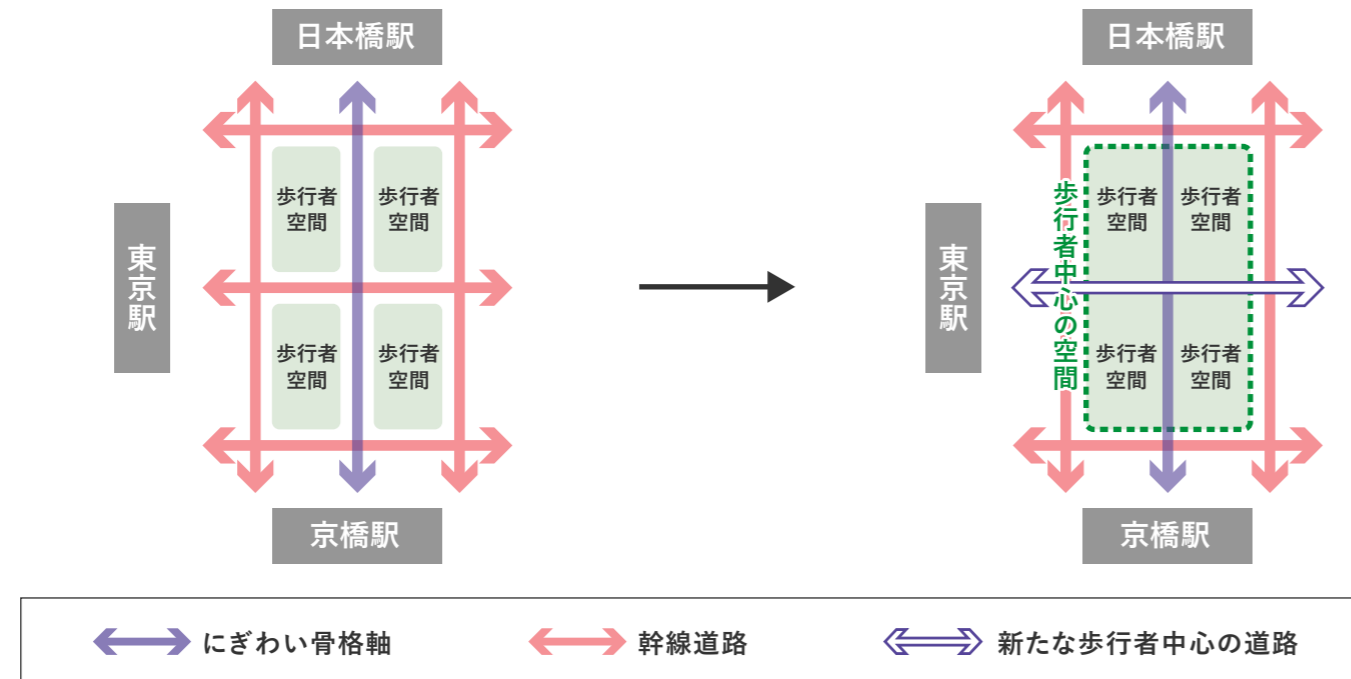 日本橋駅
東京駅
歩行者
空間
歩行者
空間
歩行者
空間
歩行者
空間
京橋駅
日本橋駅
東京駅
歩行者中心の空間
歩行者
空間
歩行者
空間
歩行者
空間
歩行者
空間
京橋駅
にぎわい骨格軸
幹線道路
新たな歩行者中心の道路